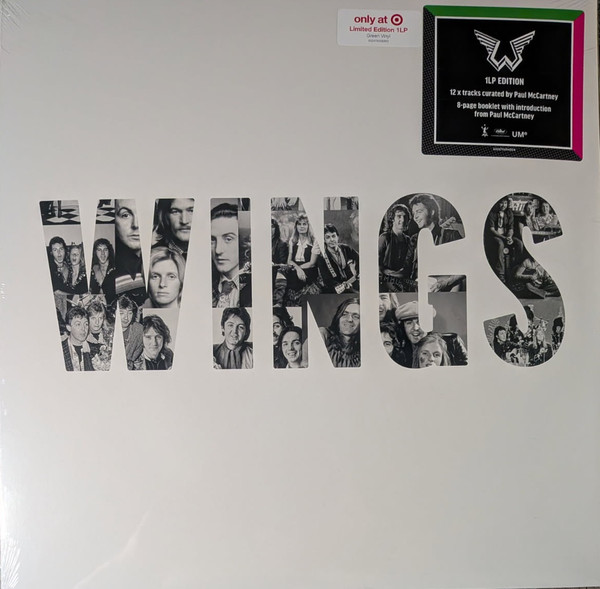 only at
Limited Edition 1LP
Green Vinyl
1LP EDITION
12 x tracks curated by Paul McCartney
8-page booklet with introduction
from Paul McCartney
UMe
WINGS